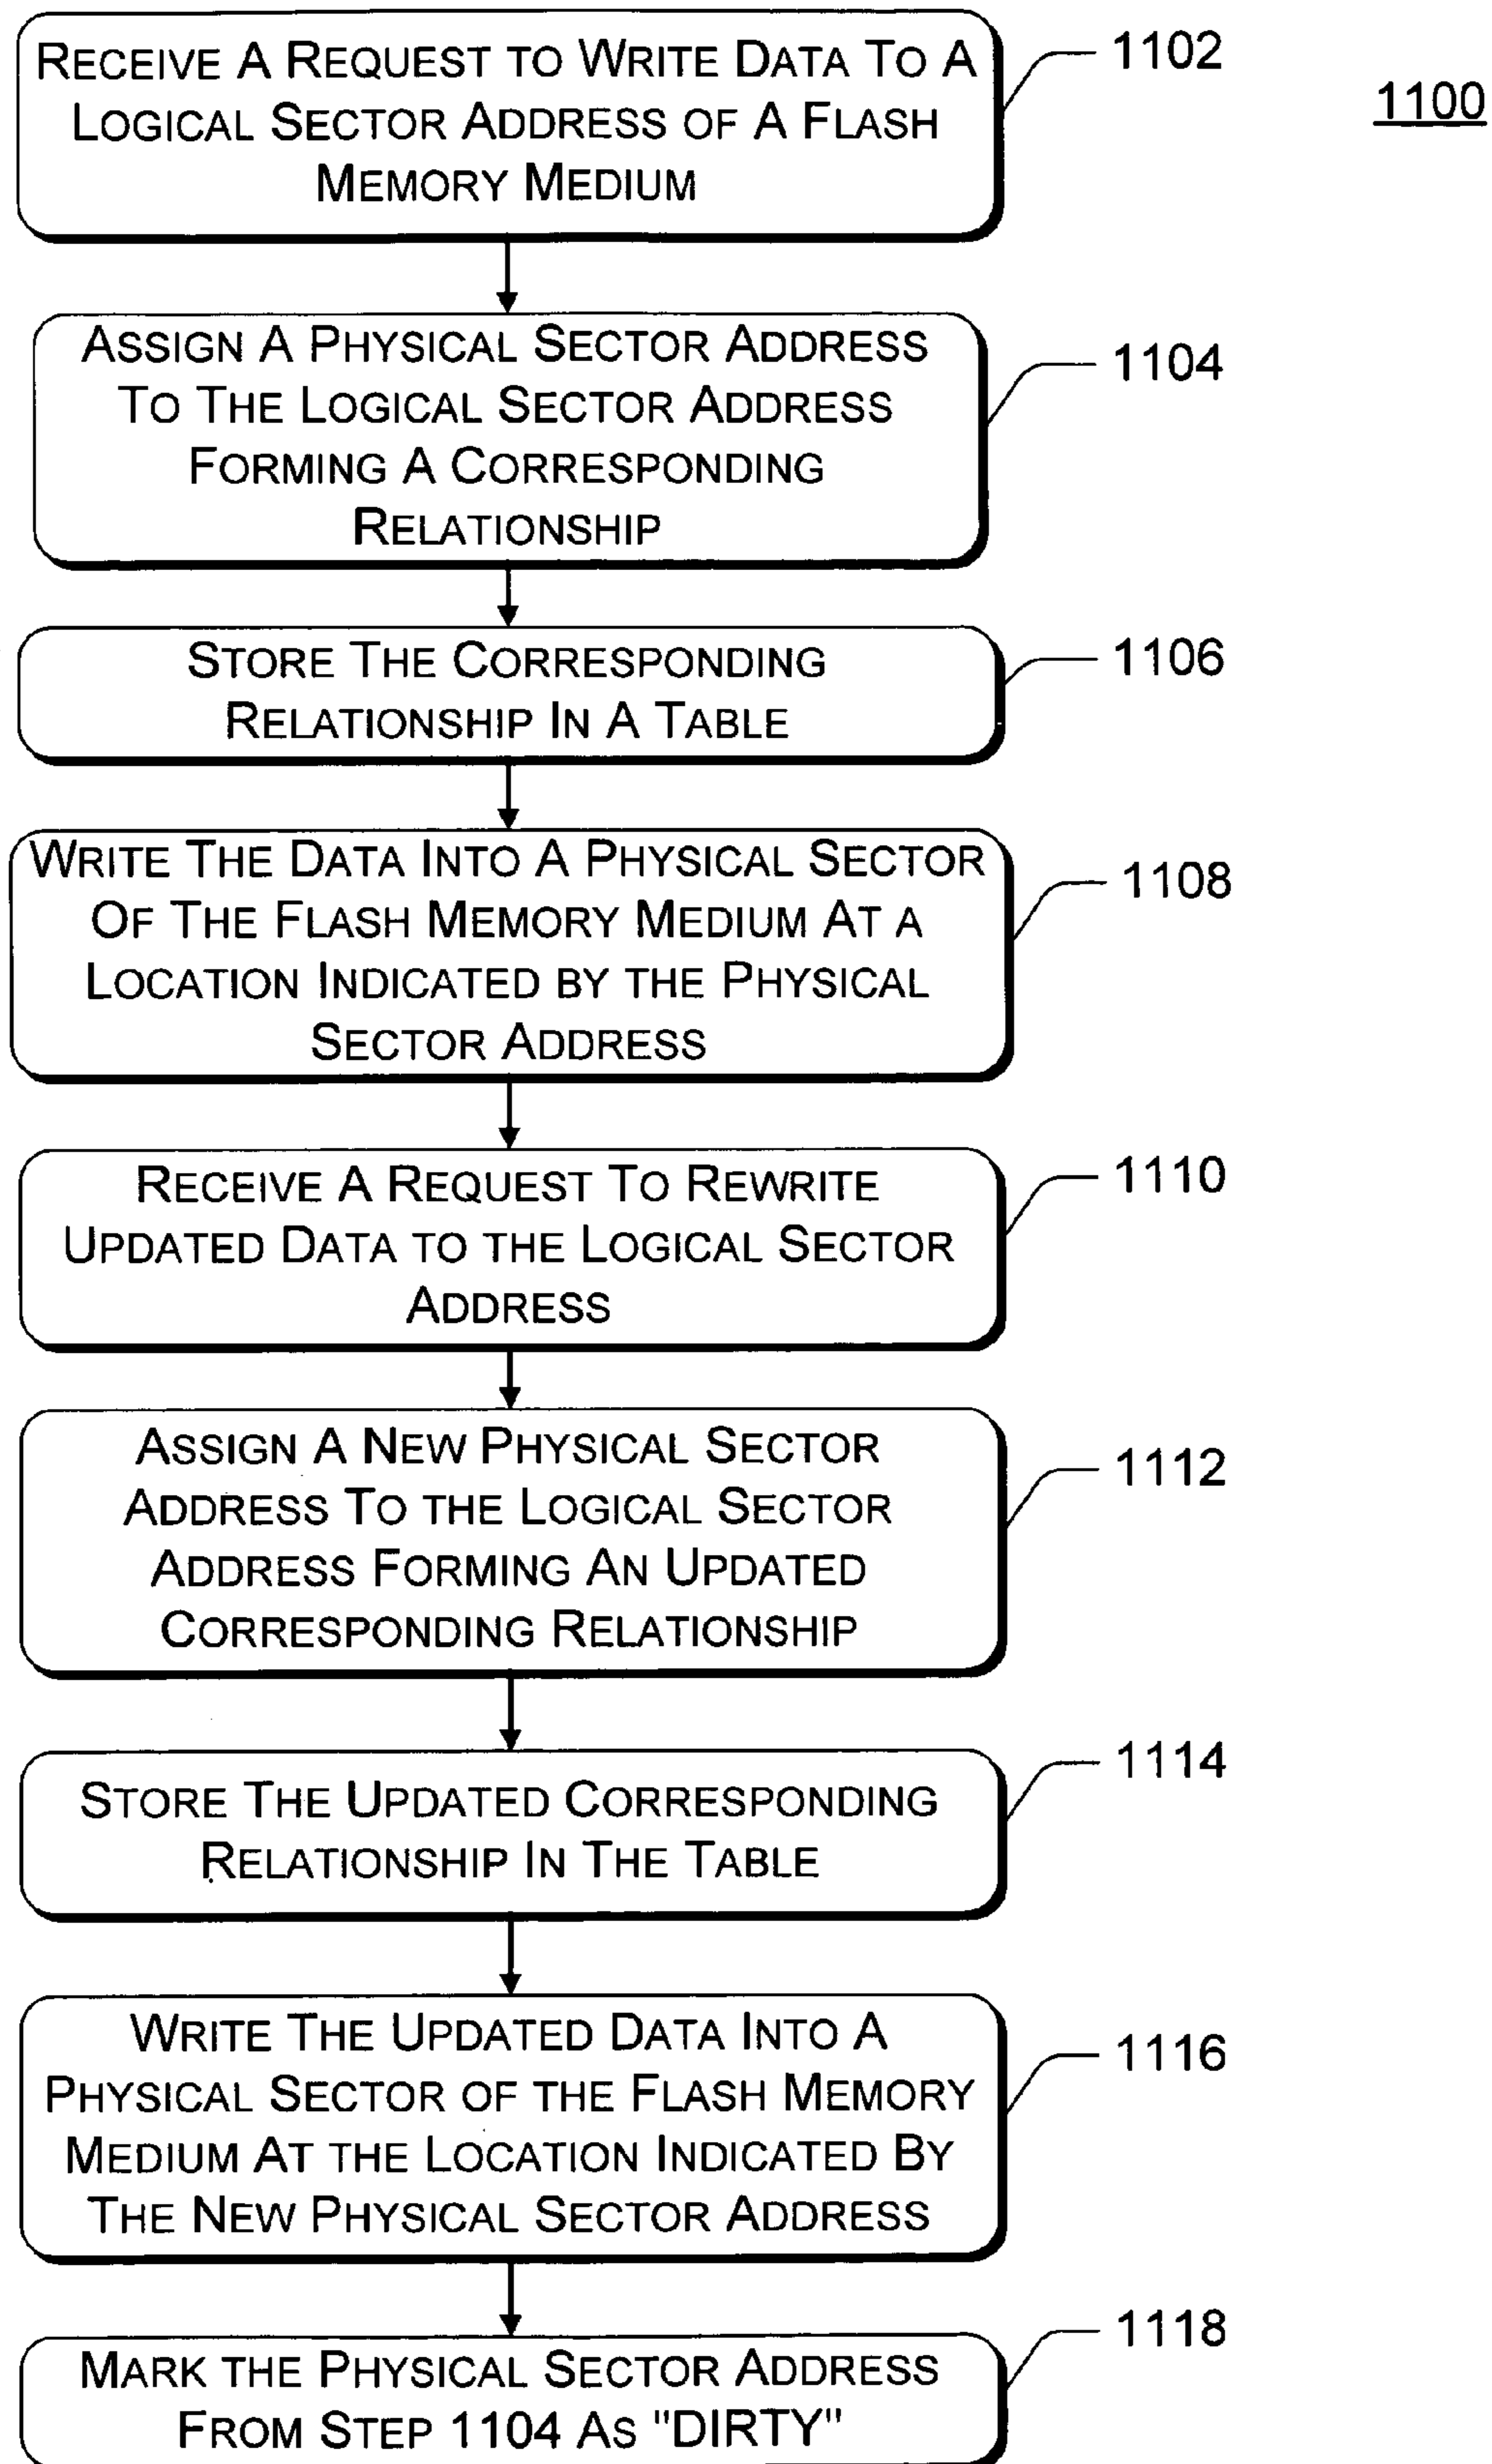 RECEIVE A REQUEST TO WRITE DATA TO A
LOGICAL SECTOR ADDRESS OF A FLASH
MEMORY MEDIUM
1102
1100
ASSIGN A PHYSICAL SECTOR ADDRESS
TO THE LOGICAL SECTOR ADDRESS
FORMING A CORRESPONDING
RELATIONSHIP
1104
STORE THE CORRESPONDING
RELATIONSHIP IN A TABLE
1106
WRITE THE DATA INTO A PHYSICAL SECTOR
OF THE FLASH MEMORY MEDIUM AT A
LOCATION INDICATED BY THE PHYSICAL
SECTOR ADDRESS
1108
RECEIVE A REQUEST TO REWRITE
UPDATED DATA TO THE LOGICAL SECTOR
ADDRESS
1110
ASSIGN A NEW PHYSICAL SECTOR
ADDRESS TO THE LOGICAL SECTOR
ADDRESS FORMING AN UPDATED
CORRESPONDING RELATIONSHIP
1112
STORE THE UPDATED CORRESPONDING
RELATIONSHIP IN THE TABLE
1114
WRITE THE UPDATED DATA INTO A
PHYSICAL SECTOR OF THE FLASH MEMORY
MEDIUM AT THE LOCATION INDICATED BY
THE NEW PHYSICAL SECTOR ADDRESS
1116
MARK THE PHYSICAL SECTOR ADDRESS
FROM STEP 1104 AS "DIRTY"
1118